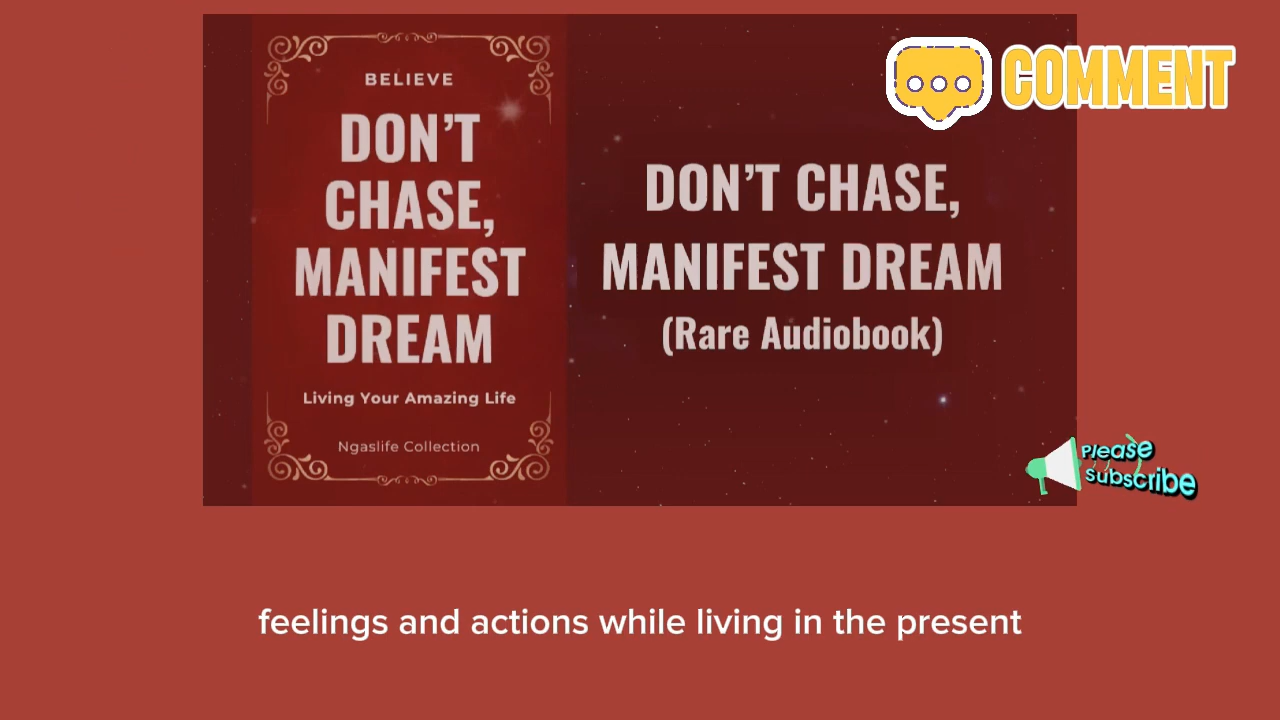 BELIEVE
DON’T
CHASE,
MANIFEST
DREAM
Living Your Amazing Life
Ngaslife Collection
DON’T CHASE,
MANIFEST DREAM
(Rare Audiobook)
COMMENT
Please
Subscribe
feelings and actions while living in the present